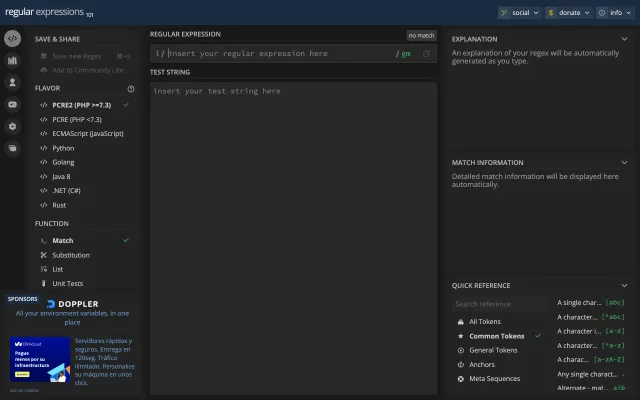 regular expressions 101
social
donate
info
SAVE & SHARE
Save new Regex ⌘+s
Add to Community Libr...
FLAVOR
PCRE2 (PHP >=7.3)
PCRE (PHP <7.3)
ECMAScript (JavaScript)
Python
Golang
Java 8
.NET (C#)
Rust
FUNCTION
Match
Substitution
List
Unit Tests
SPONSORS
DOPPLER
All your environment variables, in one
place
OVHcloud
Pague
menos por su
infraestructura
Servidores rápidos y
seguros. Entrega en
120seg. Tráfico
ilimitado. Personalice
su máquina en unos
click.
REGULAR EXPRESSION
no match
/ insert your regular expression here / gm
TEST STRING
insert your test string here
EXPLANATION
An explanation of your regex will be automatically
generated as you type.
MATCH INFORMATION
Detailed match information will be displayed here
automatically.
QUICK REFERENCE
Search reference
All Tokens
Common Tokens
General Tokens
Anchors
Meta Sequences
A single char... [abc]
A character... [^abc]
A character i... [a-z]
A character... [^a-z]
A charac... [a-zA-Z]
Any single charact... .
Alternate - mat... a|b